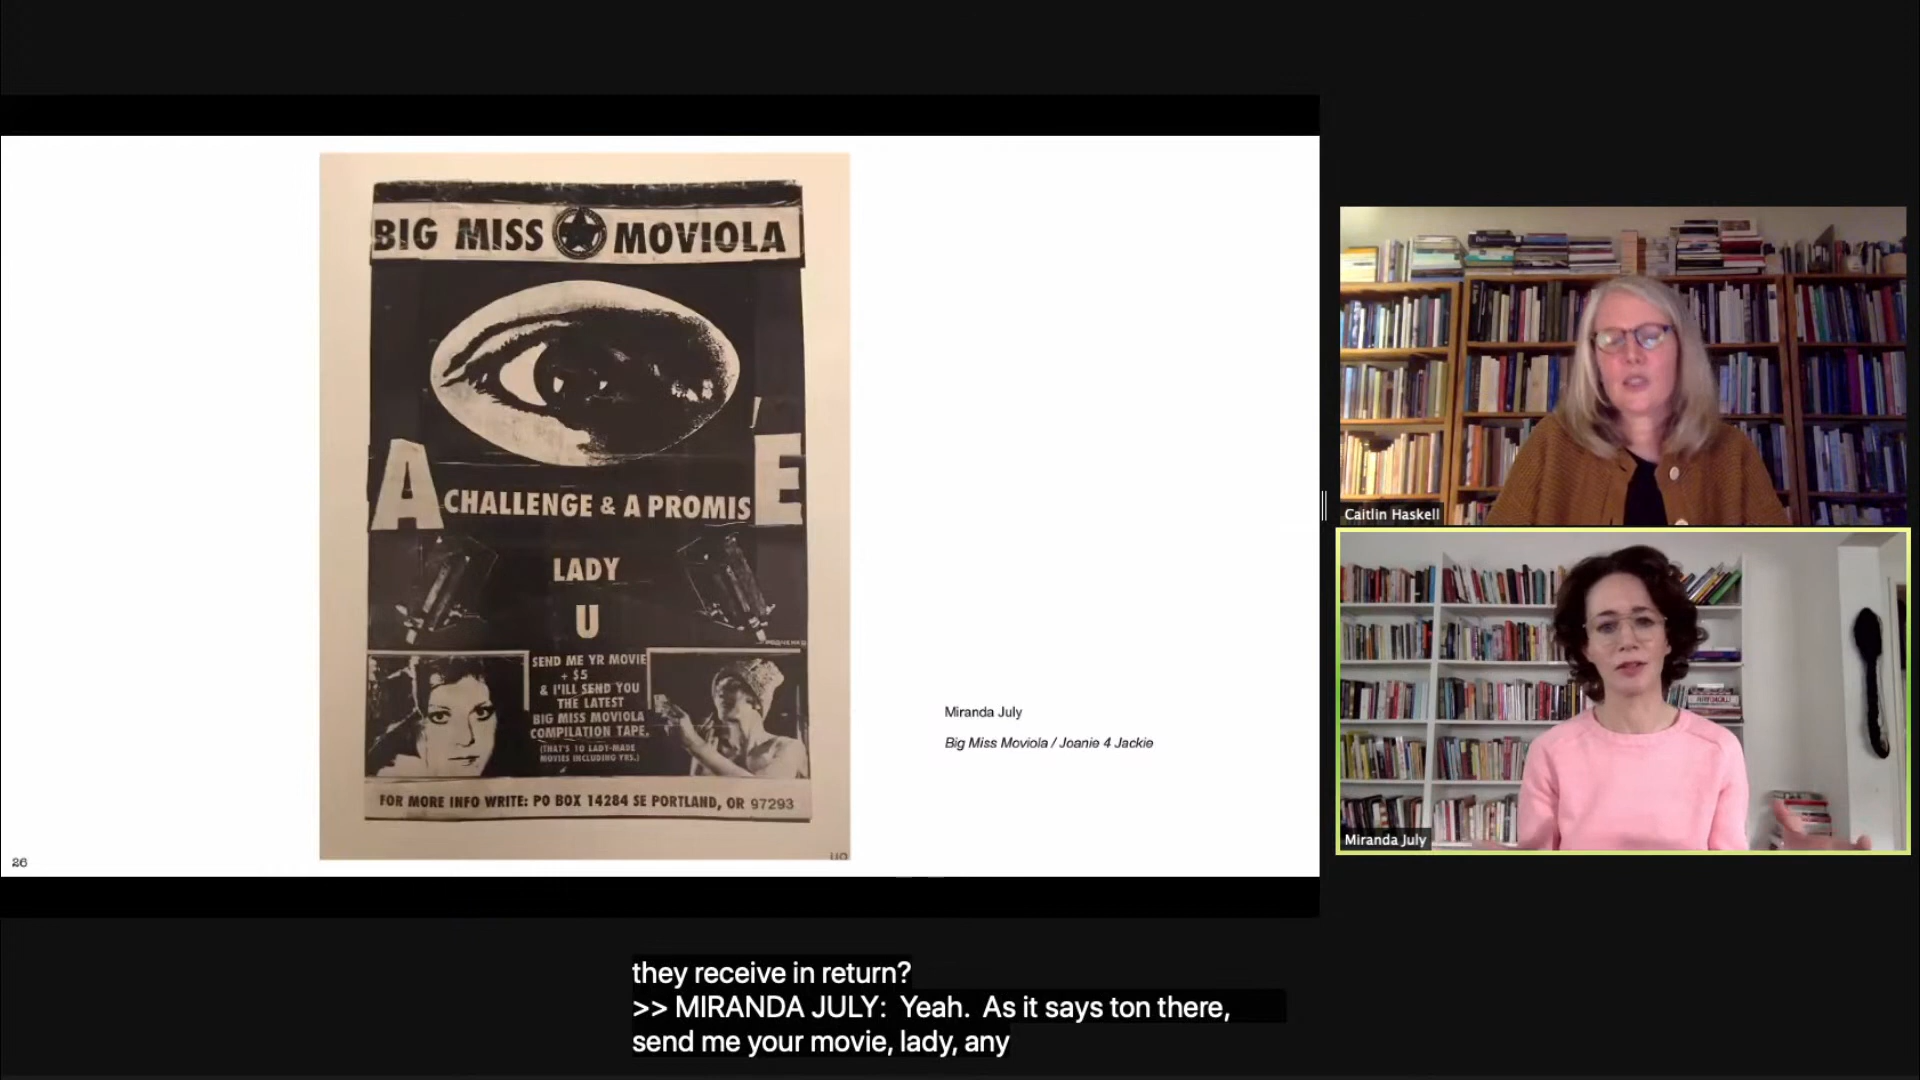 BIG MISS MOVIOLA
A CHALLENGE & A PROMISE
LADY
U
SEND ME YR MOVIE
+ $5
& I'LL SEND YOU
THE LATEST
BIG MISS MOVIOLA
COMPILATION TAPE.
(THAT'S 10 LADY-MADE
MOVIES INCLUDING YRS.)
FOR MORE INFO WRITE: PO BOX 14284 SE PORTLAND, OR 97293
Miranda July
Big Miss Moviola / Joanie 4 Jackie
26
Caitlin Haskell
Miranda July
they receive in return?
>> MIRANDA JULY:  Yeah.  As it says ton there,
send me your movie, lady, any